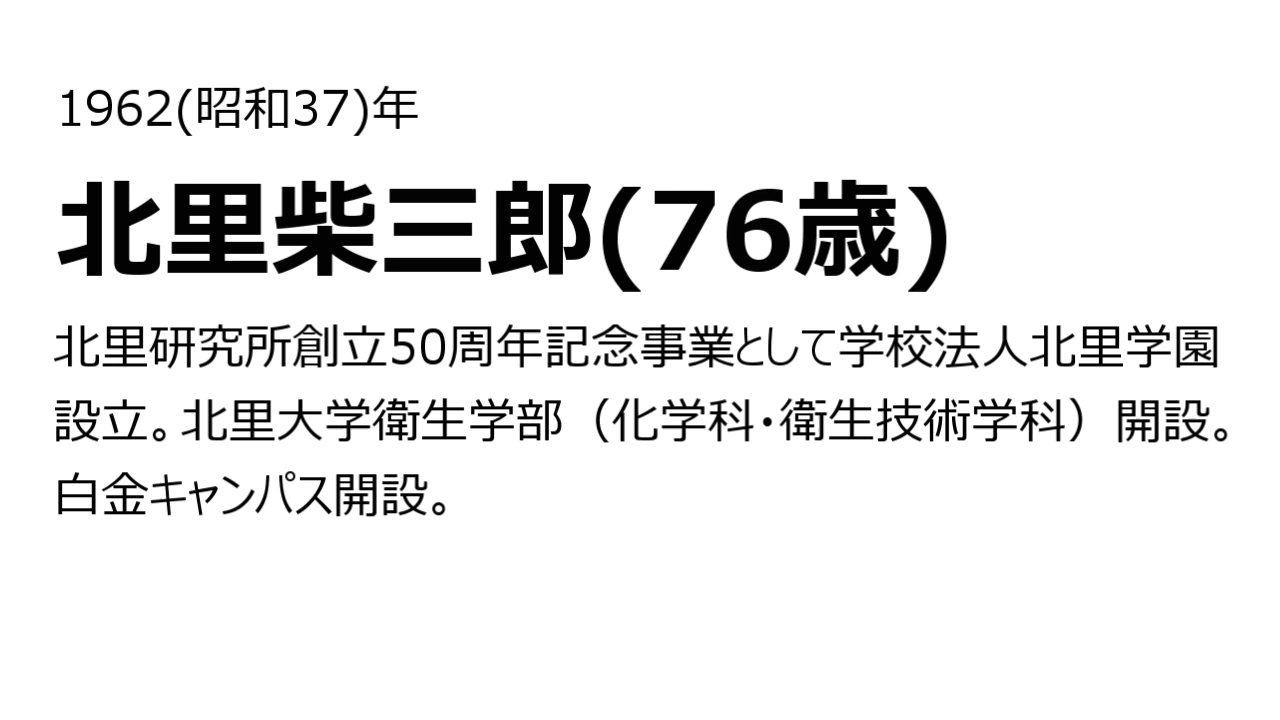 1962(昭和37)年
北里柴三郎(76歳)
北里研究所創立50周年記念事業として学校法人北里学園
設立。北里大学衛生学部（化学科・衛生技術学科）開設。
白金キャンパス開設。